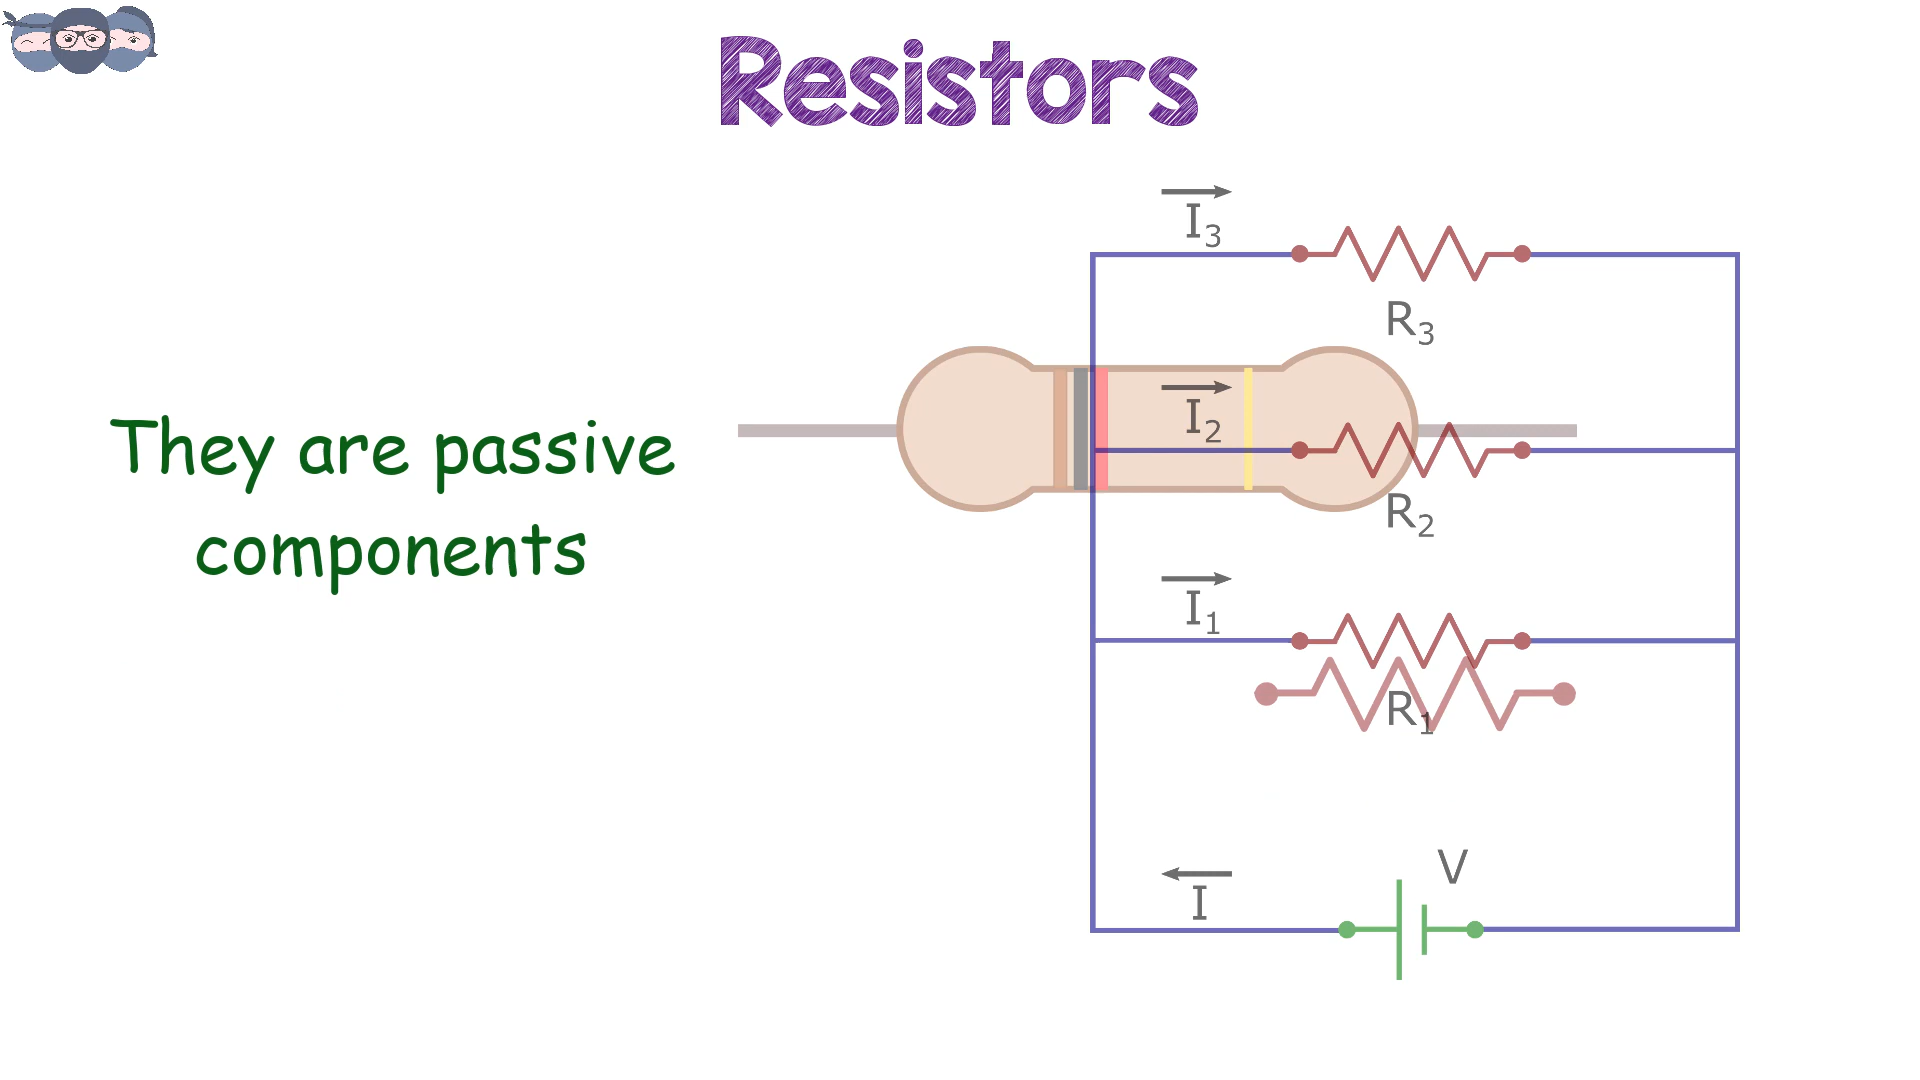 Resistors
They are passive
components
I₃
R₃
I₂
R₂
I₁
R₁
V
I